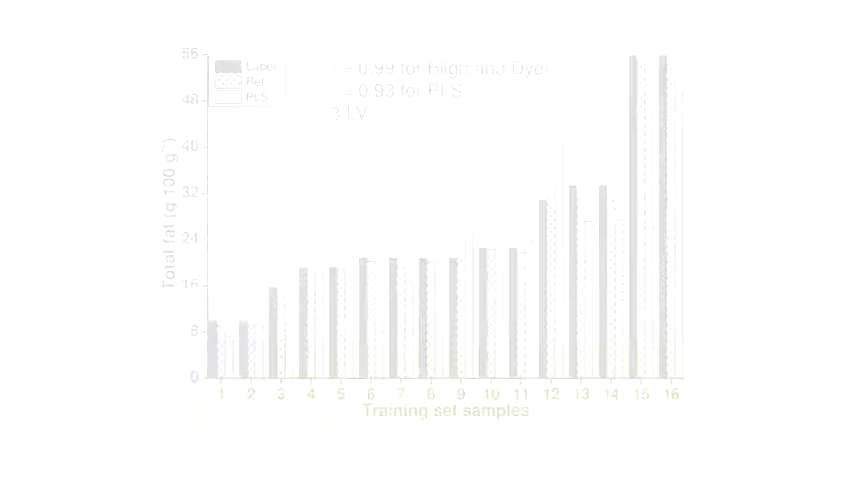 56
Label
= 0.99 for Bligh and Dyer
Ref
= 0.93 for PLS
PLS
48
3 LV
40
Total fat (g 100 g⁻¹)
32
24
16
8
0
1 2 3 4 5 6 7 8 9 10 11 12 13 14 15 16
Training set samples